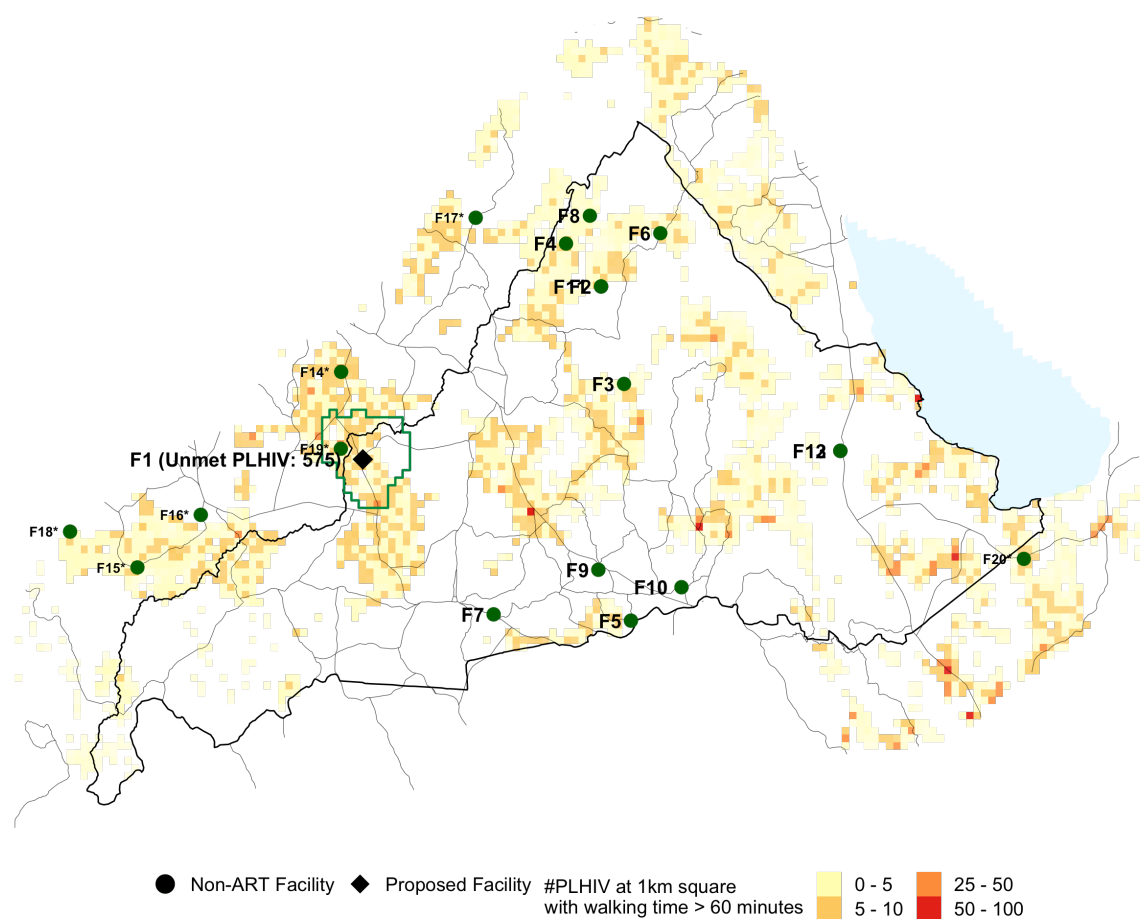 F17*
F8
F6
F4
F2
F14*
F3
F19*
F1 (Unmet PLHIV: 575)
F16*
F18*
F15*
F20*
F9
F10
F7
F5
Non-ART Facility
Proposed Facility
#PLHIV at 1km square
with walking time > 60 minutes
0 - 5
25 - 50
5 - 10
50 - 100